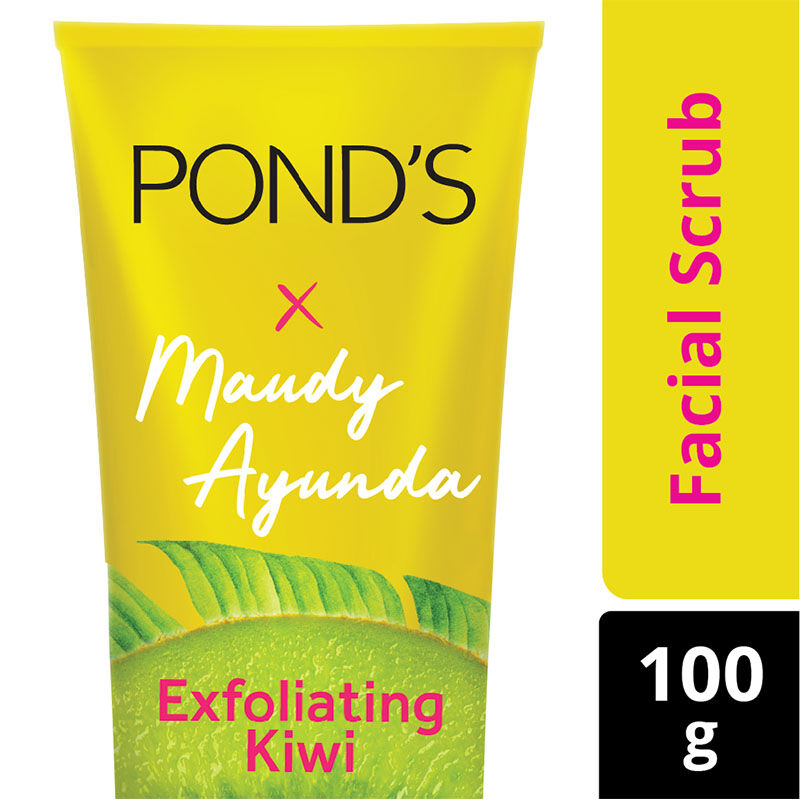 POND'S
X
Maudy
Ayunda
Exfoliating
Kiwi
Facial Scrub
100
g